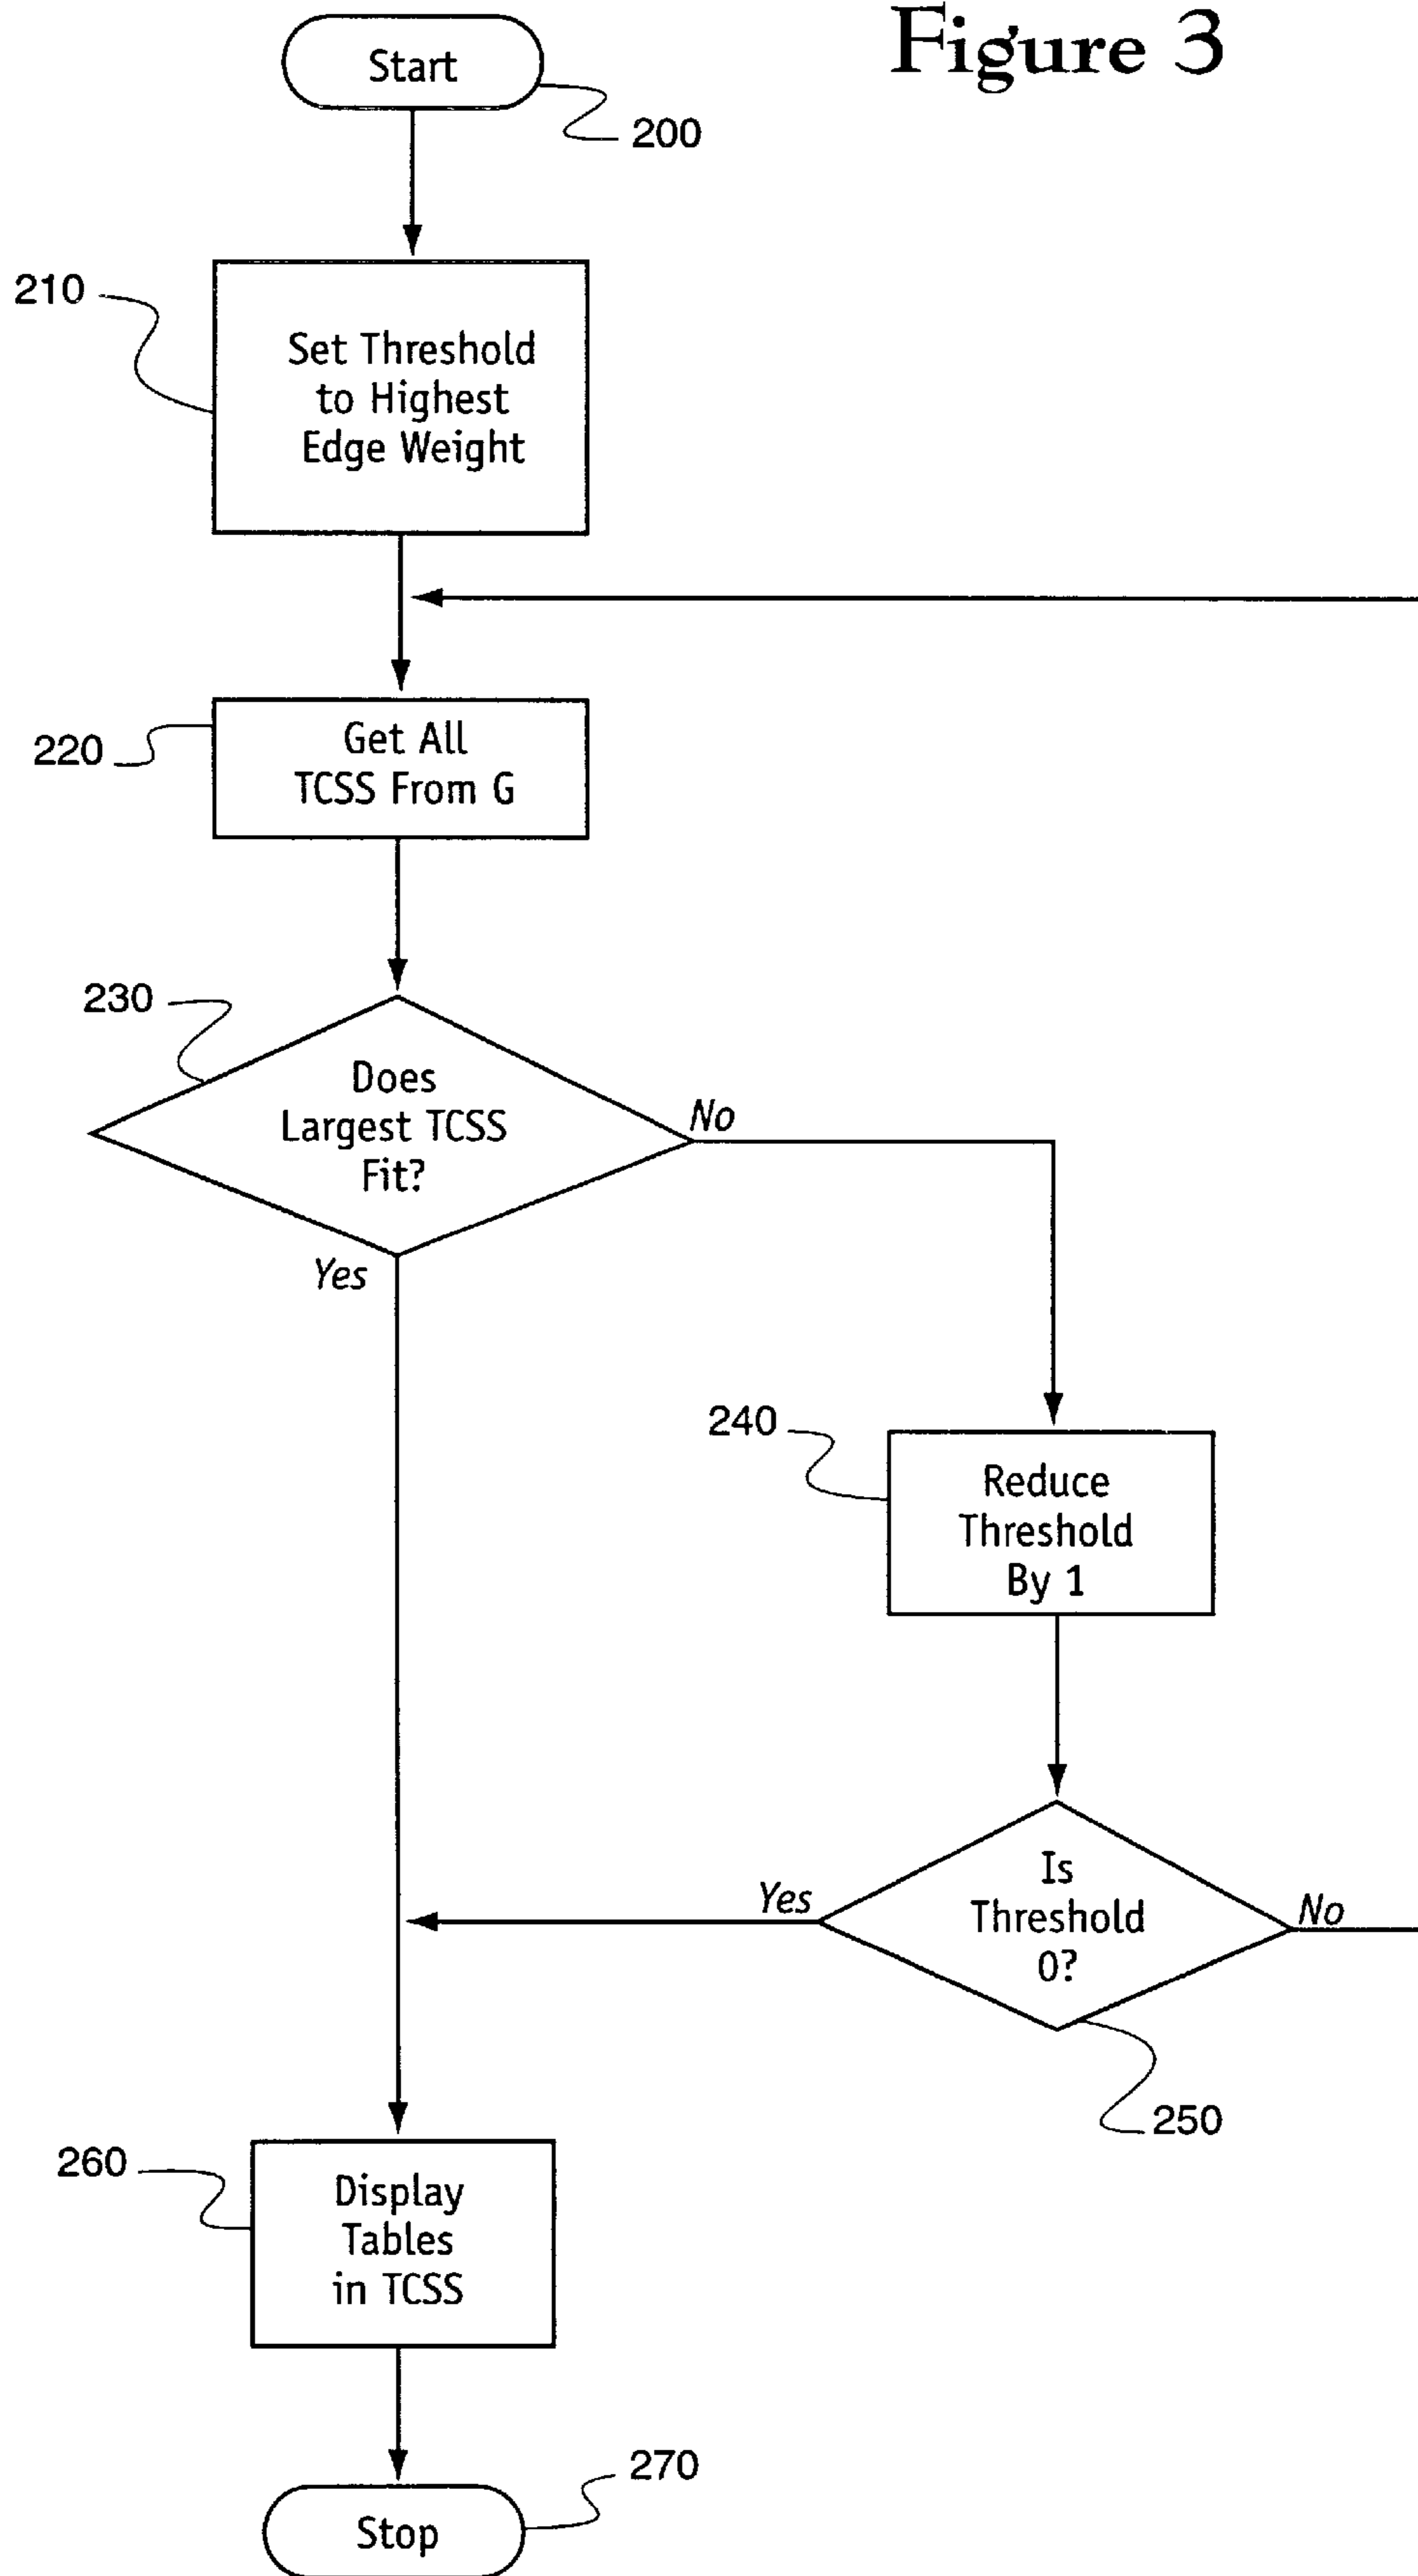 Figure 3
Start
200
210
Set Threshold
to Highest
Edge Weight
220
Get All
TCSS From G
230
Does
Largest TCSS
Fit?
No
Yes
240
Reduce
Threshold
By 1
Is
Threshold
0?
Yes
No
250
260
Display
Tables
in TCSS
270
Stop